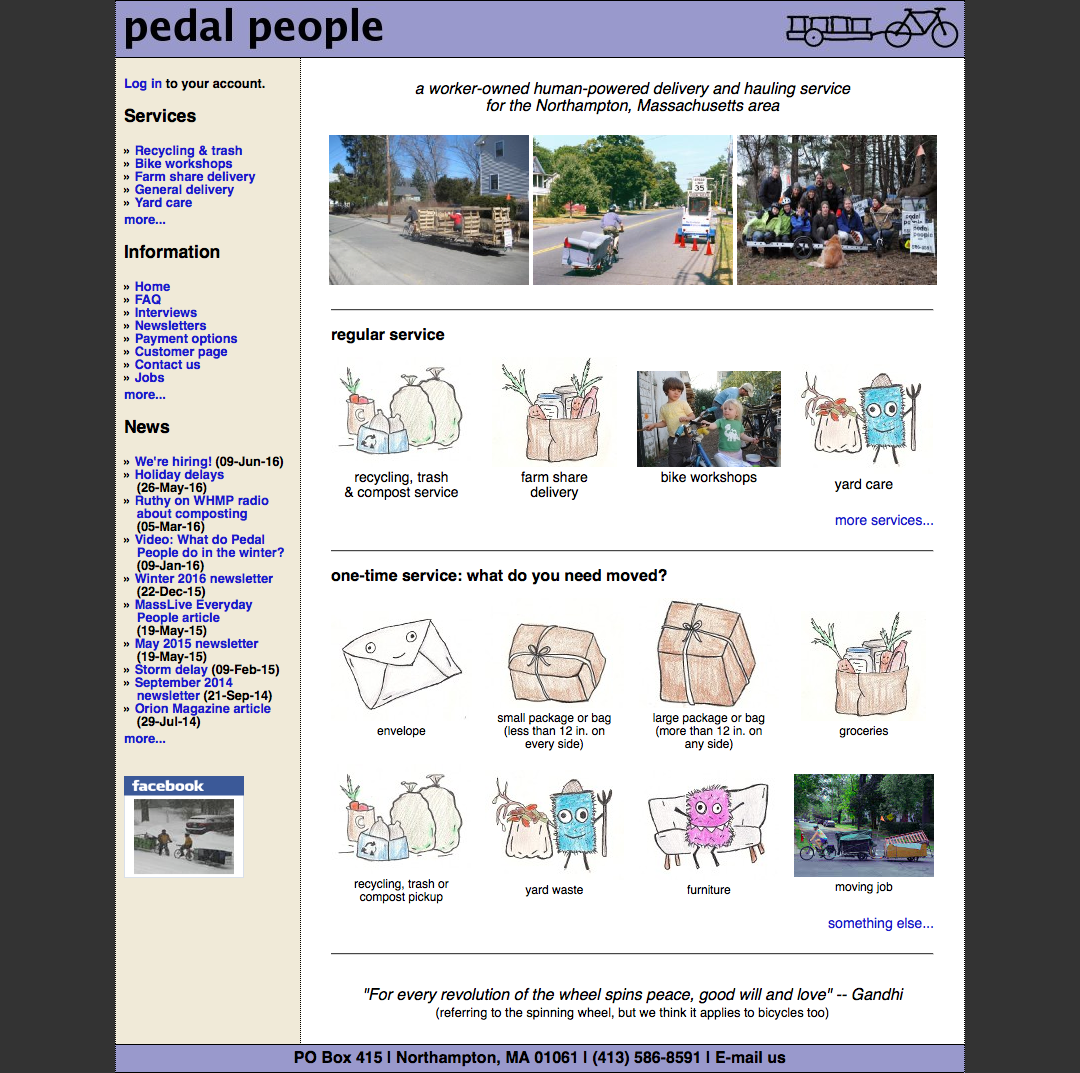 pedal people
Log in to your account.
Services
» Recycling & trash
» Bike workshops
» Farm share delivery
» General delivery
» Yard care
more...
Information
» Home
» FAQ
» Interviews
» Newsletters
» Payment options
» Customer page
» Contact us
» Jobs
more...
News
» We're hiring! (09-Jun-16)
» Holiday delays
(26-May-16)
» Ruthy on WHMP radio
about composting
(05-Mar-16)
» Video: What do Pedal
People do in the winter?
(09-Jan-16)
» Winter 2016 newsletter
(22-Dec-15)
» MassLive Everyday
People article
(19-May-15)
» May 2015 newsletter
(19-May-15)
» Storm delay (09-Feb-15)
» September 2014
newsletter (21-Sep-14)
» Orion Magazine article
(29-Jul-14)
more...
facebook
a worker-owned human-powered delivery and hauling service
for the Northampton, Massachusetts area
SPEED
35
pedal
people
pedal
people
586-8591
regular service
C
recycling, trash
& compost service
farm share
delivery
bike workshops
yard care
more services...
one-time service: what do you need moved?
envelope
small package or bag
(less than 12 in. on
every side)
large package or bag
(more than 12 in. on
any side)
groceries
C
recycling, trash or
compost pickup
yard waste
furniture
moving job
something else...
"For every revolution of the wheel spins peace, good will and love" -- Gandhi
(referring to the spinning wheel, but we think it applies to bicycles too)
PO Box 415 | Northampton, MA 01061 | (413) 586-8591 | E-mail us